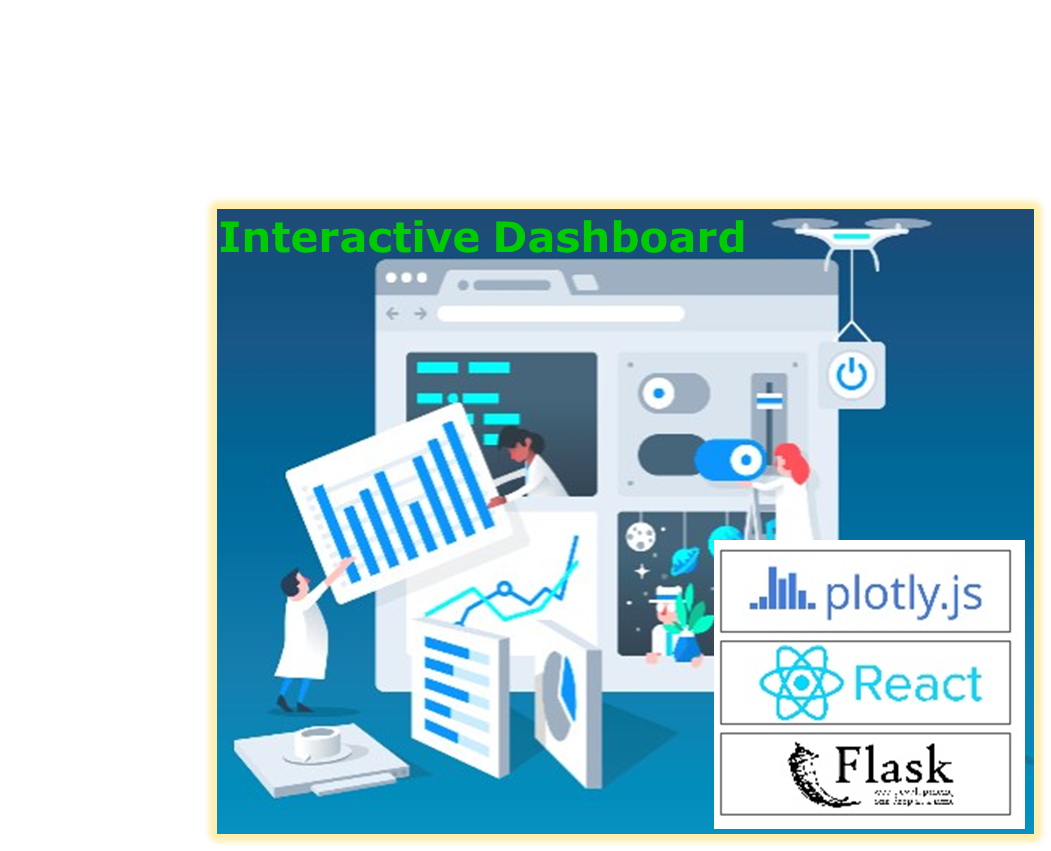 Interactive Dashboard
plotly.js
React
Flask